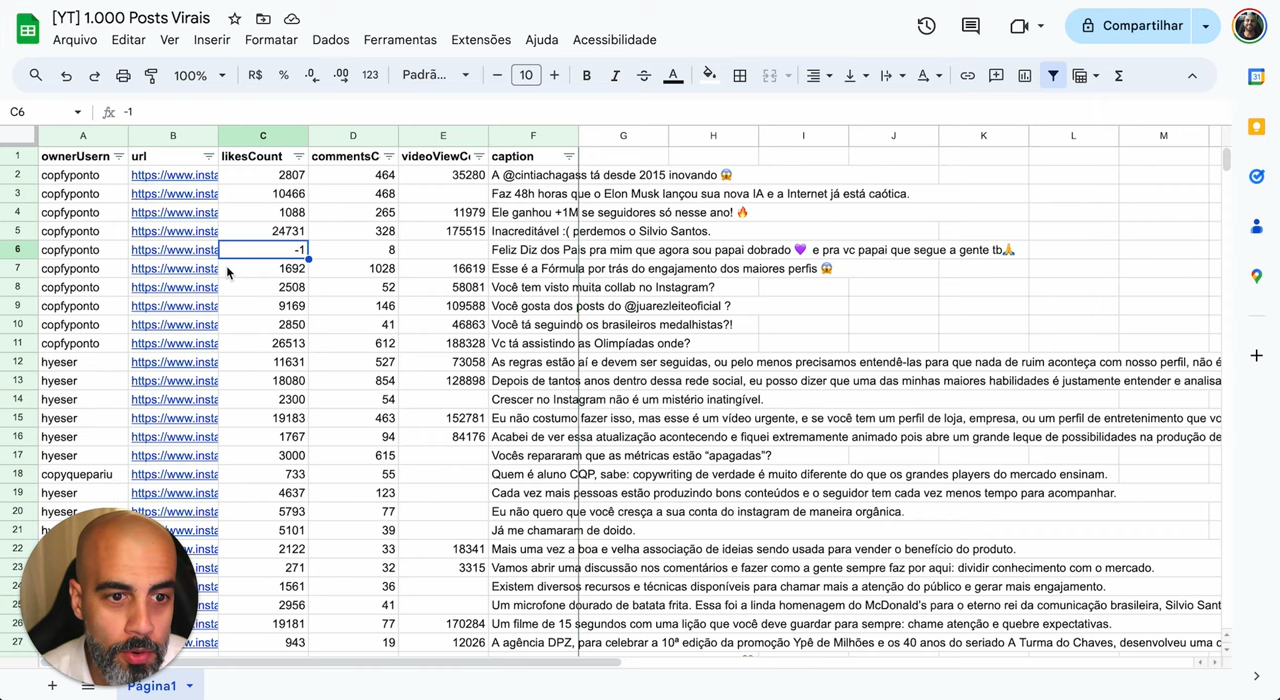 [YT] 1.000 Posts Virais
Arquivo Editar Ver Inserir Formatar Dados Ferramentas Extensões Ajuda Acessibilidade
Compartilhar
100% R$ % .0 .00 123 Padrã... 10 B I S A
C6 fx -1
A B C D E F G H I J K L M
1 ownerUsern url likesCount commentsC videoViewCo caption
2 copfyponto https://www.insta 2807 464 35280 A @cintiachagass tá desde 2015 inovando 😱
3 copfyponto https://www.insta 10466 468 Faz 48h horas que o Elon Musk lançou sua nova IA e a Internet já está caótica.
4 copfyponto https://www.insta 1088 265 11979 Ele ganhou +1M se seguidores só nesse ano! 🔥
5 copfyponto https://www.insta 24731 328 175515 Inacreditável :( perdemos o Silvio Santos.
6 copfyponto https://www.insta -1 8 Feliz Diz dos Pais pra mim que agora sou papai dobrado 💜 e pra vc papai que segue a gente tb🙏
7 copfyponto https://www.insta 1692 1028 16619 Esse é a Fórmula por trás do engajamento dos maiores perfis 😱
8 copfyponto https://www.insta 2508 52 58081 Você tem visto muita collab no Instagram?
9 copfyponto https://www.insta 9169 146 109588 Você gosta dos posts do @juarezleiteoficial ?
10 copfyponto https://www.insta 2850 41 46863 Você tá seguindo os brasileiros medalhistas?!
11 copfyponto https://www.insta 26513 612 188328 Vc tá assistindo as Olimpíadas onde?
12 hyeser https://www.insta 11631 527 73058 As regras estão aí e devem ser seguidas, ou pelo menos precisamos entendê-las para que nada de ruim aconteça com nosso perfil, não é
13 hyeser https://www.insta 18080 854 128898 Depois de tantos anos dentro dessa rede social, eu posso dizer que uma das minhas maiores habilidades é justamente entender e analisa
14 hyeser https://www.insta 2300 54 Crescer no Instagram não é um mistério inatingível.
15 hyeser https://www.insta 19183 463 152781 Eu não costumo fazer isso, mas esse é um vídeo urgente, e se você tem um perfil de loja, empresa, ou um perfil de entretenimento que vo
16 hyeser https://www.insta 1767 94 84176 Acabei de ver essa atualização acontecendo e fiquei extremamente animado pois abre um grande leque de possibilidades na produção de
17 hyeser https://www.insta 3000 615 Vocês repararam que as métricas estão “apagadas”?
18 copyquepariu https://www.insta 733 55 Quem é aluno CQP, sabe: copywriting de verdade é muito diferente do que os grandes players do mercado ensinam.
19 hyeser https://www.insta 4637 123 Cada vez mais pessoas estão produzindo bons conteúdos e o seguidor tem cada vez menos tempo para acompanhar.
20 hyeser https://www.insta 5793 77 Eu não quero que você cresça a sua conta do instagram de maneira orgânica.
21 https://www.insta 5101 39 Já me chamaram de doido.
22 https://www.insta 2122 33 18341 Mais uma vez a boa e velha associação de ideias sendo usada para vender o benefício do produto.
23 271 32 3315 Vamos abrir uma discussão nos comentários e fazer como a gente sempre faz por aqui: dividir conhecimento com o mercado.
24 1561 36 Existem diversos recursos e técnicas disponíveis para chamar mais a atenção do público e gerar mais engajamento.
2956 41 Um microfone dourado de batata frita. Essa foi a linda homenagem do McDonald’s para o eterno rei da comunicação brasileira, Silvio Sant
26 19181 77 170284 Um filme de 15 segundos com uma lição que você deve guardar para sempre: chame atenção e quebre expectativas.
27 943 19 12026 A agência DPZ, para celebrar a 10ª edição da promoção Ypê de Milhões e os 40 anos do seriado A Turma do Chaves, desenvolveu uma c
Página1